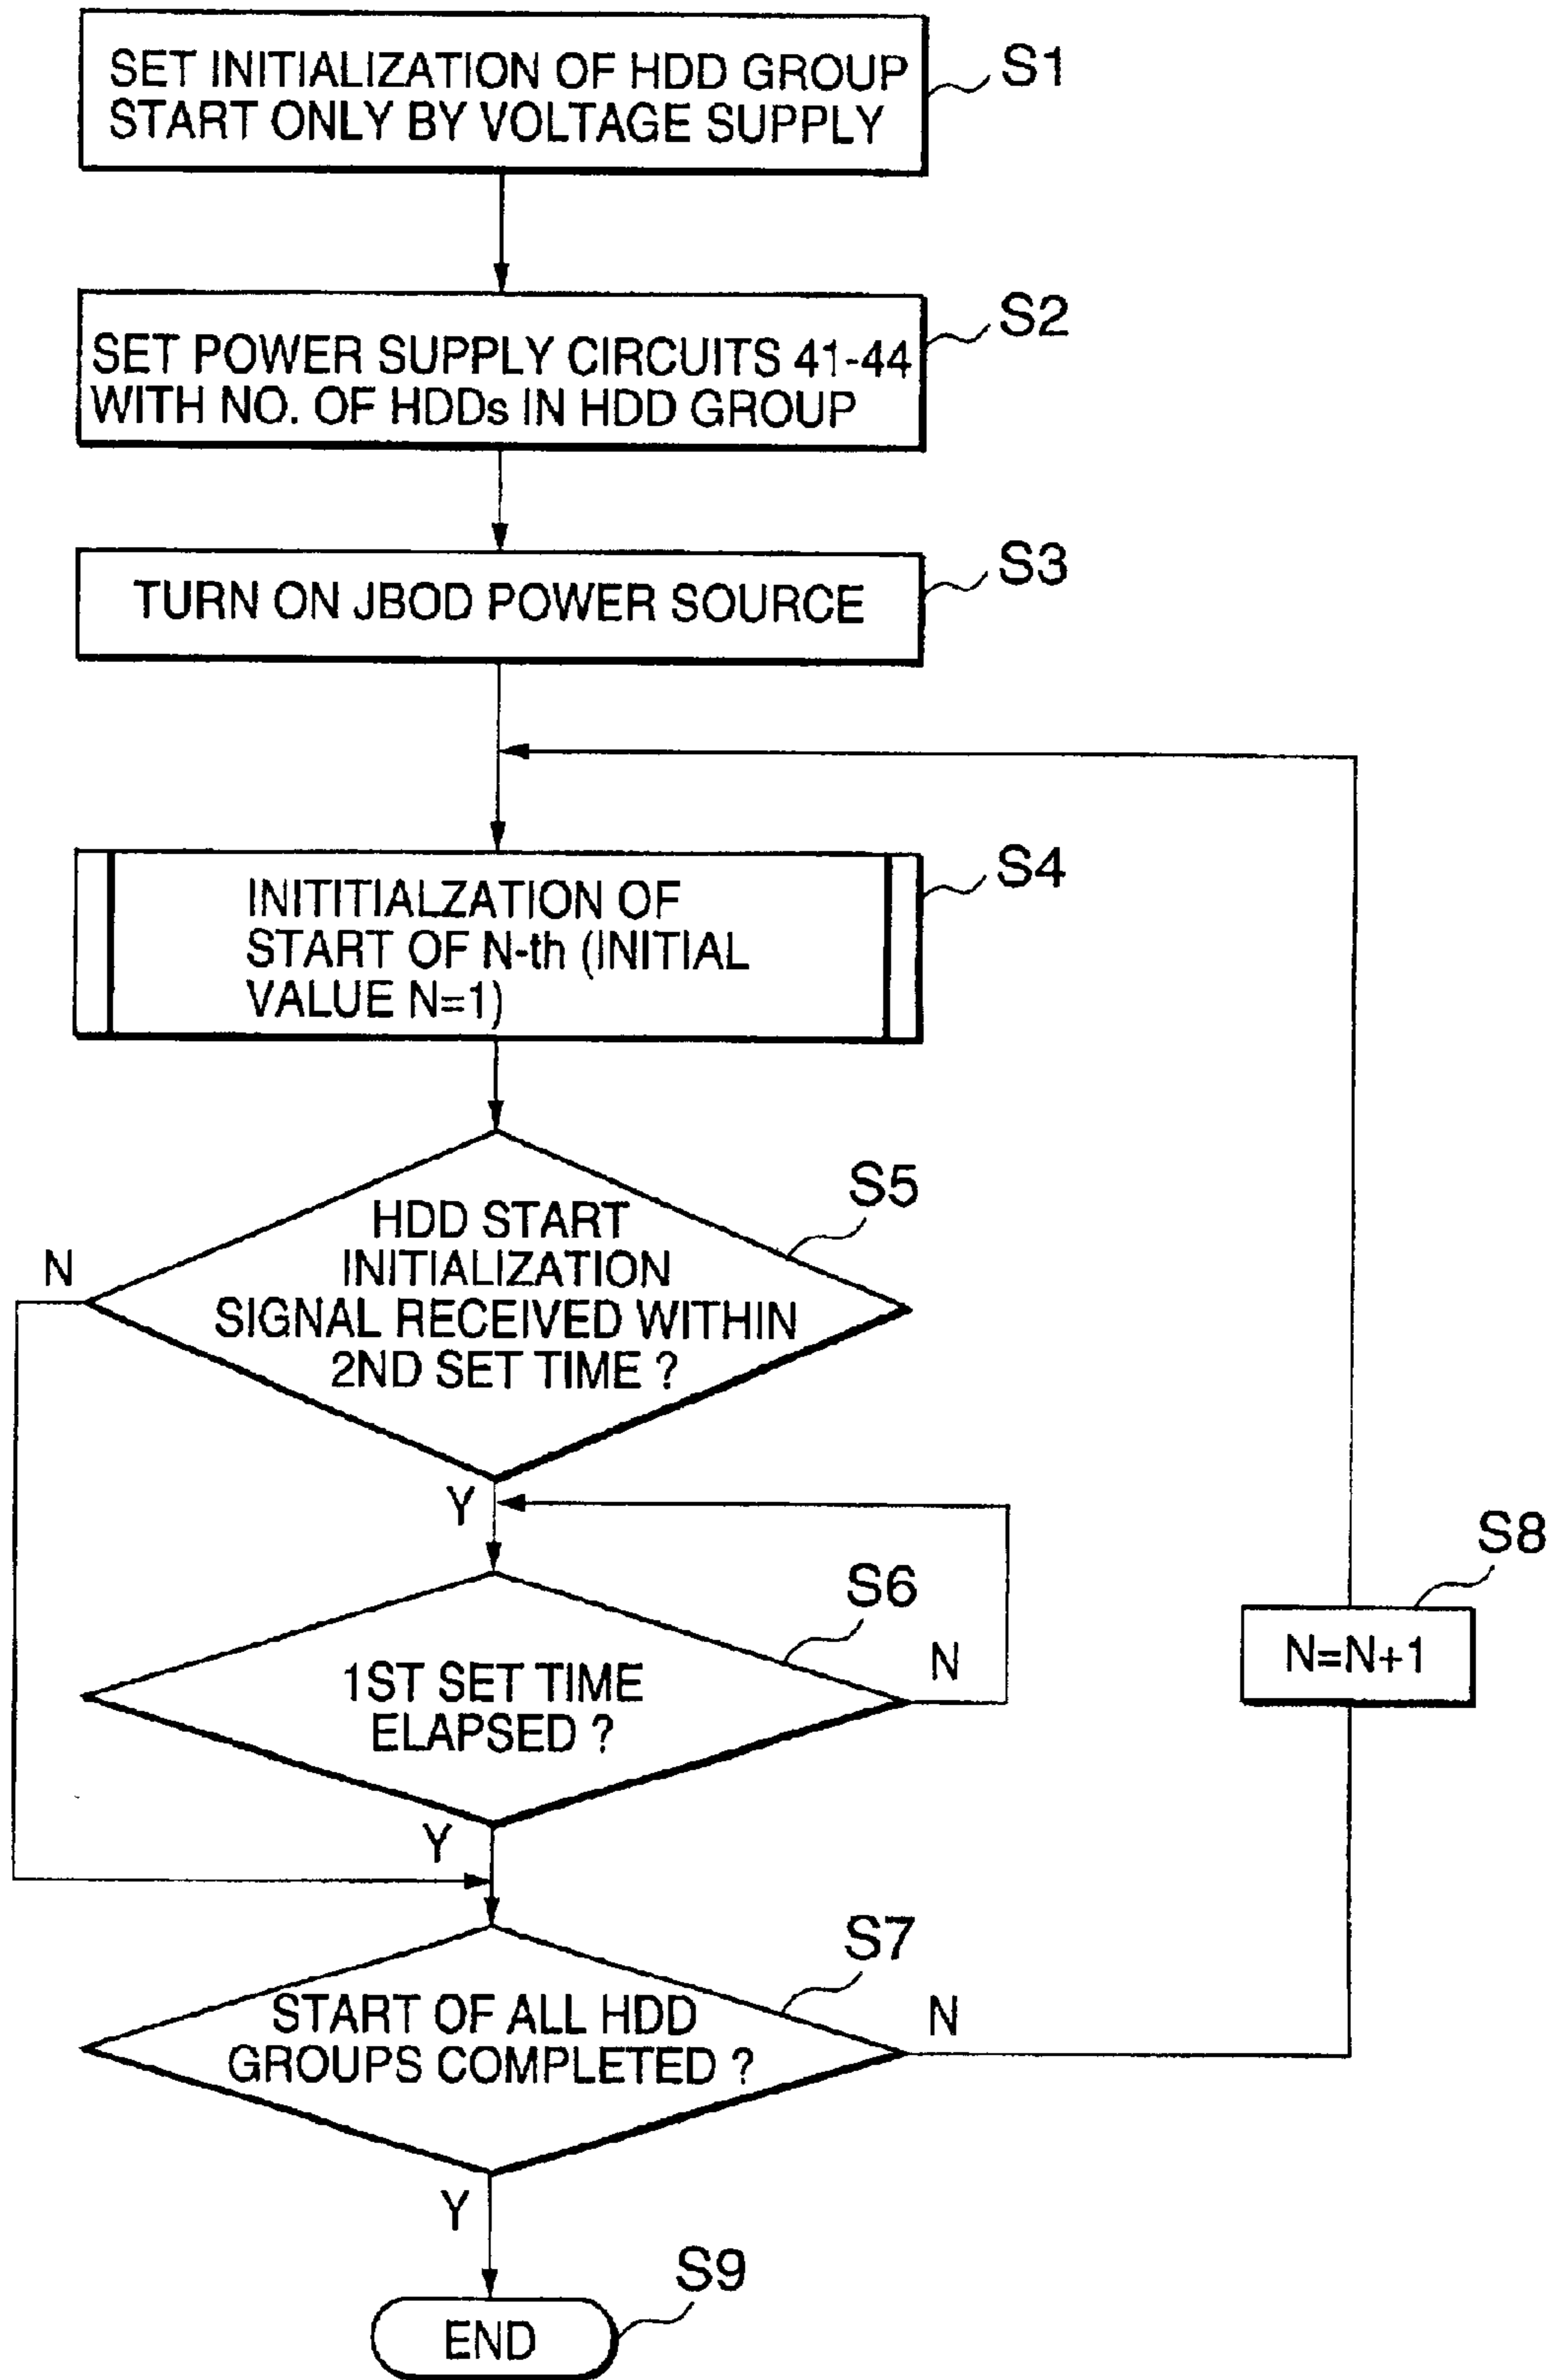 SET INITIALIZATION OF HDD GROUP
START ONLY BY VOLTAGE SUPPLY
S1
SET POWER SUPPLY CIRCUITS 41-44
WITH NO. OF HDDs IN HDD GROUP
S2
TURN ON JBOD POWER SOURCE
S3
INITITIALZATION OF
START OF N-th (INITIAL
VALUE N=1)
S4
HDD START
INITIALIZATION
SIGNAL RECEIVED WITHIN
2ND SET TIME ?
S5
N
Y
1ST SET TIME
ELAPSED ?
S6
N
Y
N=N+1
S8
START OF ALL HDD
GROUPS COMPLETED ?
S7
N
Y
END
S9